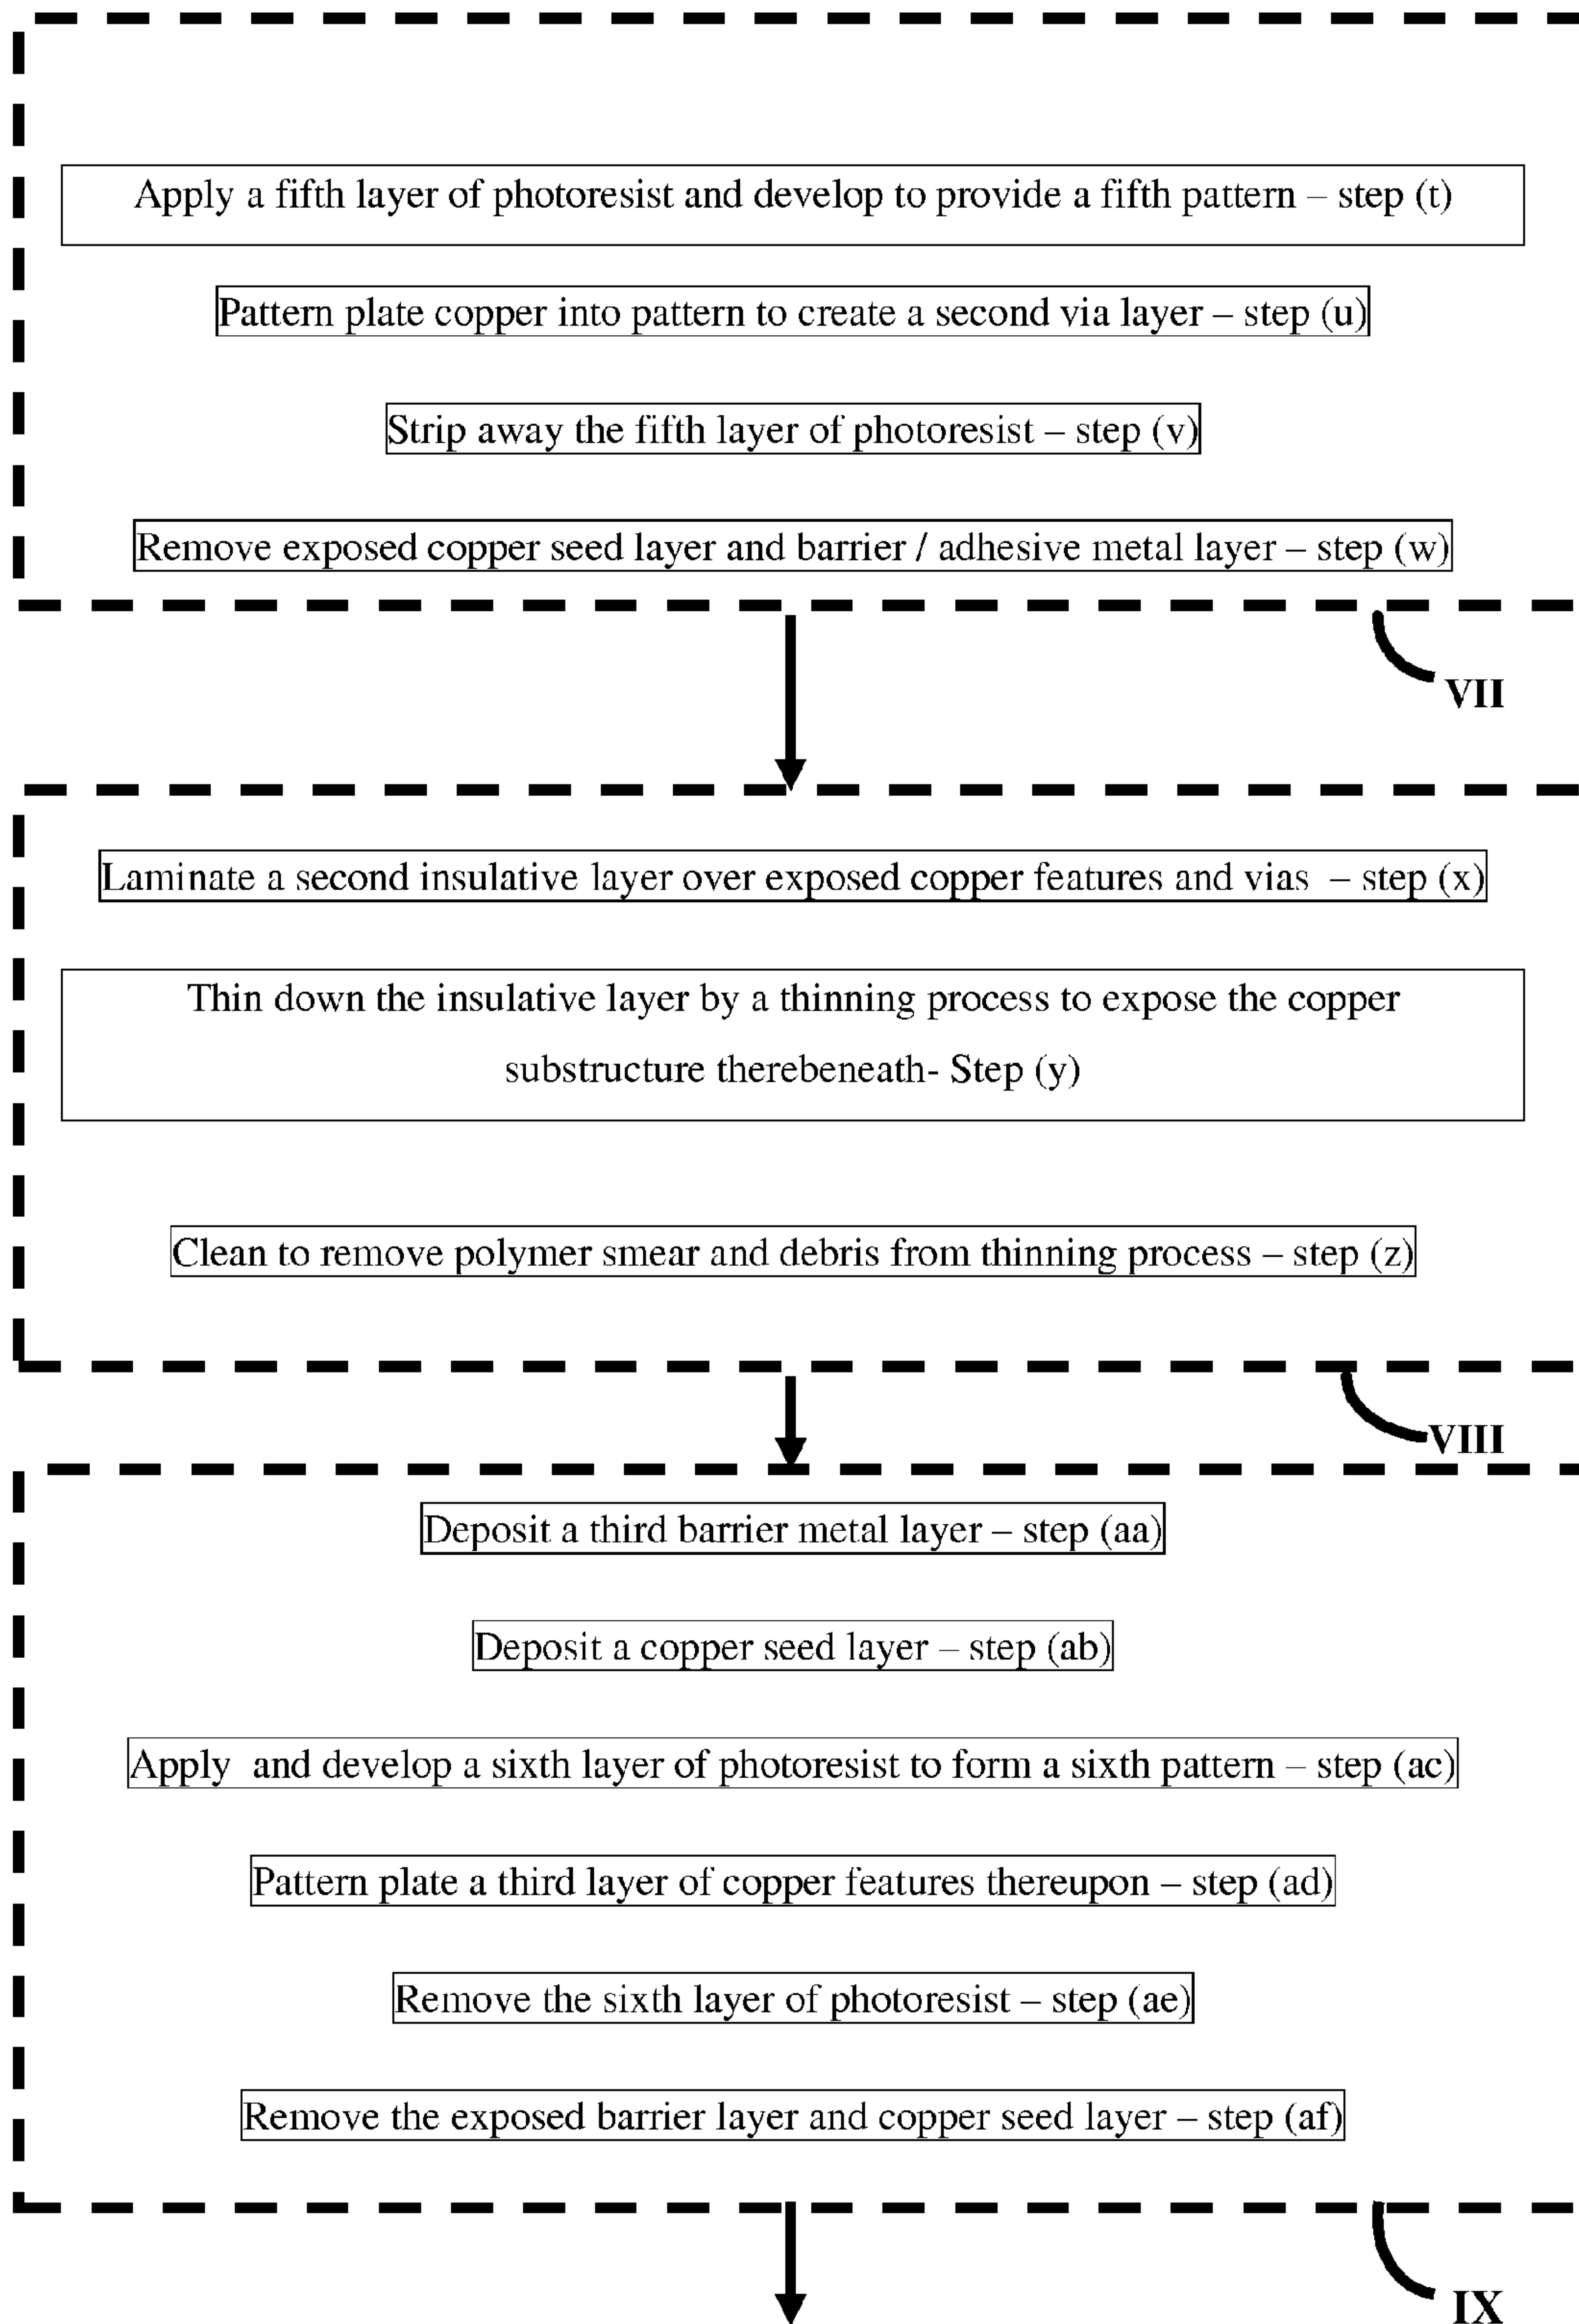 Apply a fifth layer of photoresist and develop to provide a fifth pattern – step (t)
Pattern plate copper into pattern to create a second via layer – step (u)
Strip away the fifth layer of photoresist – step (v)
Remove exposed copper seed layer and barrier / adhesive metal layer – step (w)
VII
Laminate a second insulative layer over exposed copper features and vias – step (x)
Thin down the insulative layer by a thinning process to expose the copper
substructure therebeneath- Step (y)
Clean to remove polymer smear and debris from thinning process – step (z)
VIII
Deposit a third barrier metal layer – step (aa)
Deposit a copper seed layer – step (ab)
Apply and develop a sixth layer of photoresist to form a sixth pattern – step (ac)
Pattern plate a third layer of copper features thereupon – step (ad)
Remove the sixth layer of photoresist – step (ae)
Remove the exposed barrier layer and copper seed layer – step (af)
IX